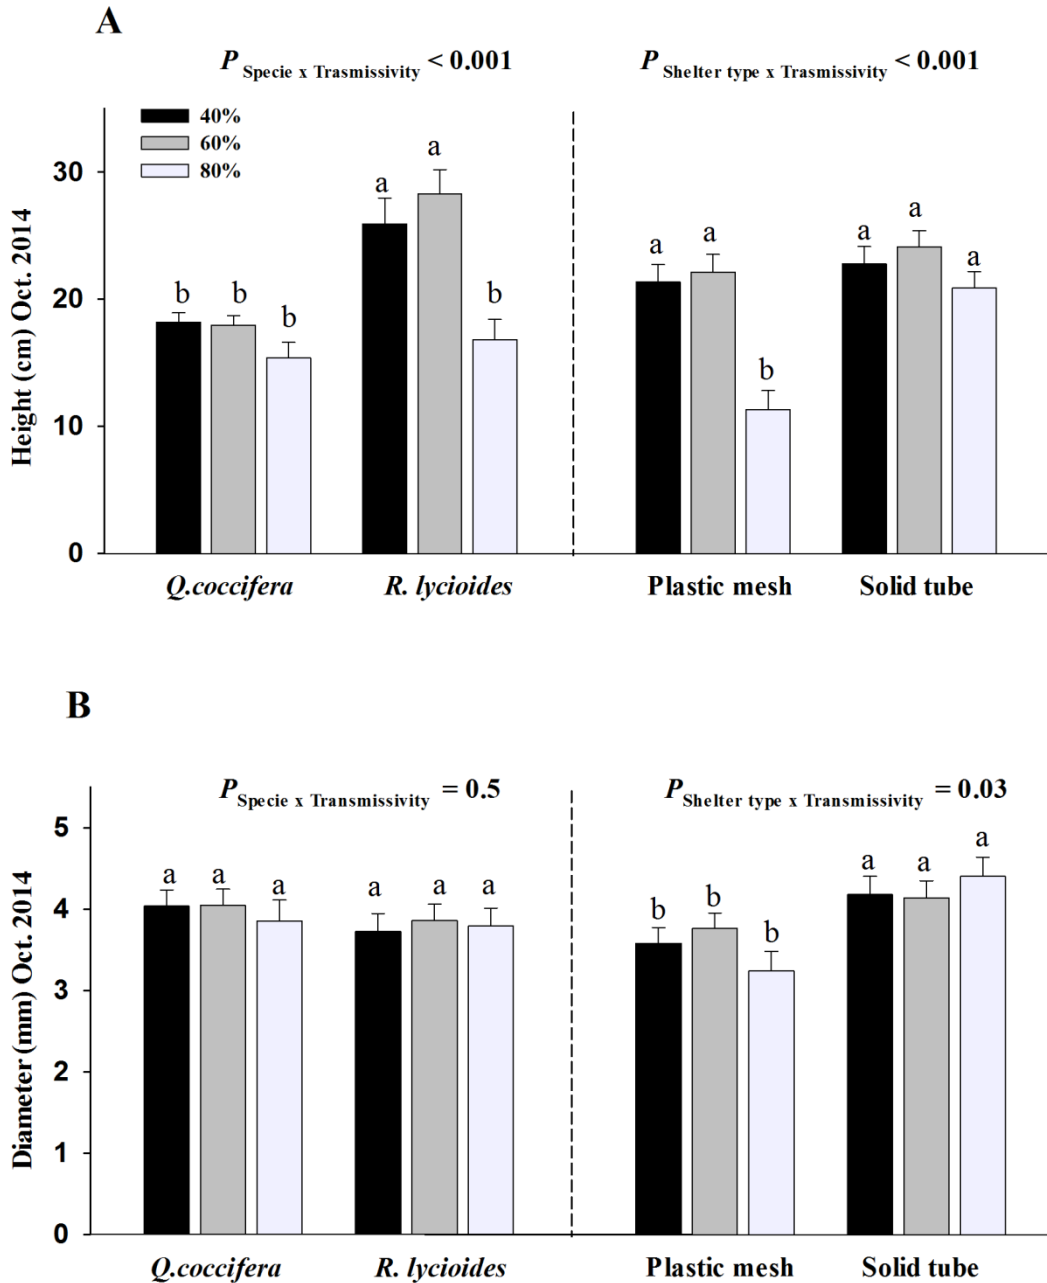 A
P Specie x Trasmissivity < 0.001
P Shelter type x Trasmissivity < 0.001
40%
60%
80%
Height (cm) Oct. 2014
30
20
10
0
b b b a a b a a b a a a
Q.coccifera R. lycioides Plastic mesh Solid tube
B
P Specie x Transmissivity = 0.5
P Shelter type x Transmissivity = 0.03
Diameter (mm) Oct. 2014
5
4
3
2
1
0
a a a a a a b b b a a a
Q.coccifera R. lycioides Plastic mesh Solid tube